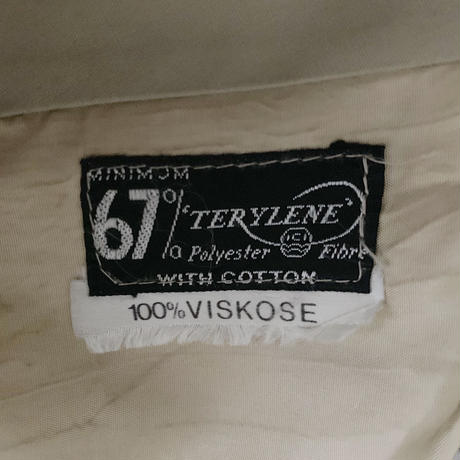 MINIMUM
67% 'TERYLENE'
Polyester ICI Fibre
WITH COTTON
100% VISKOSE